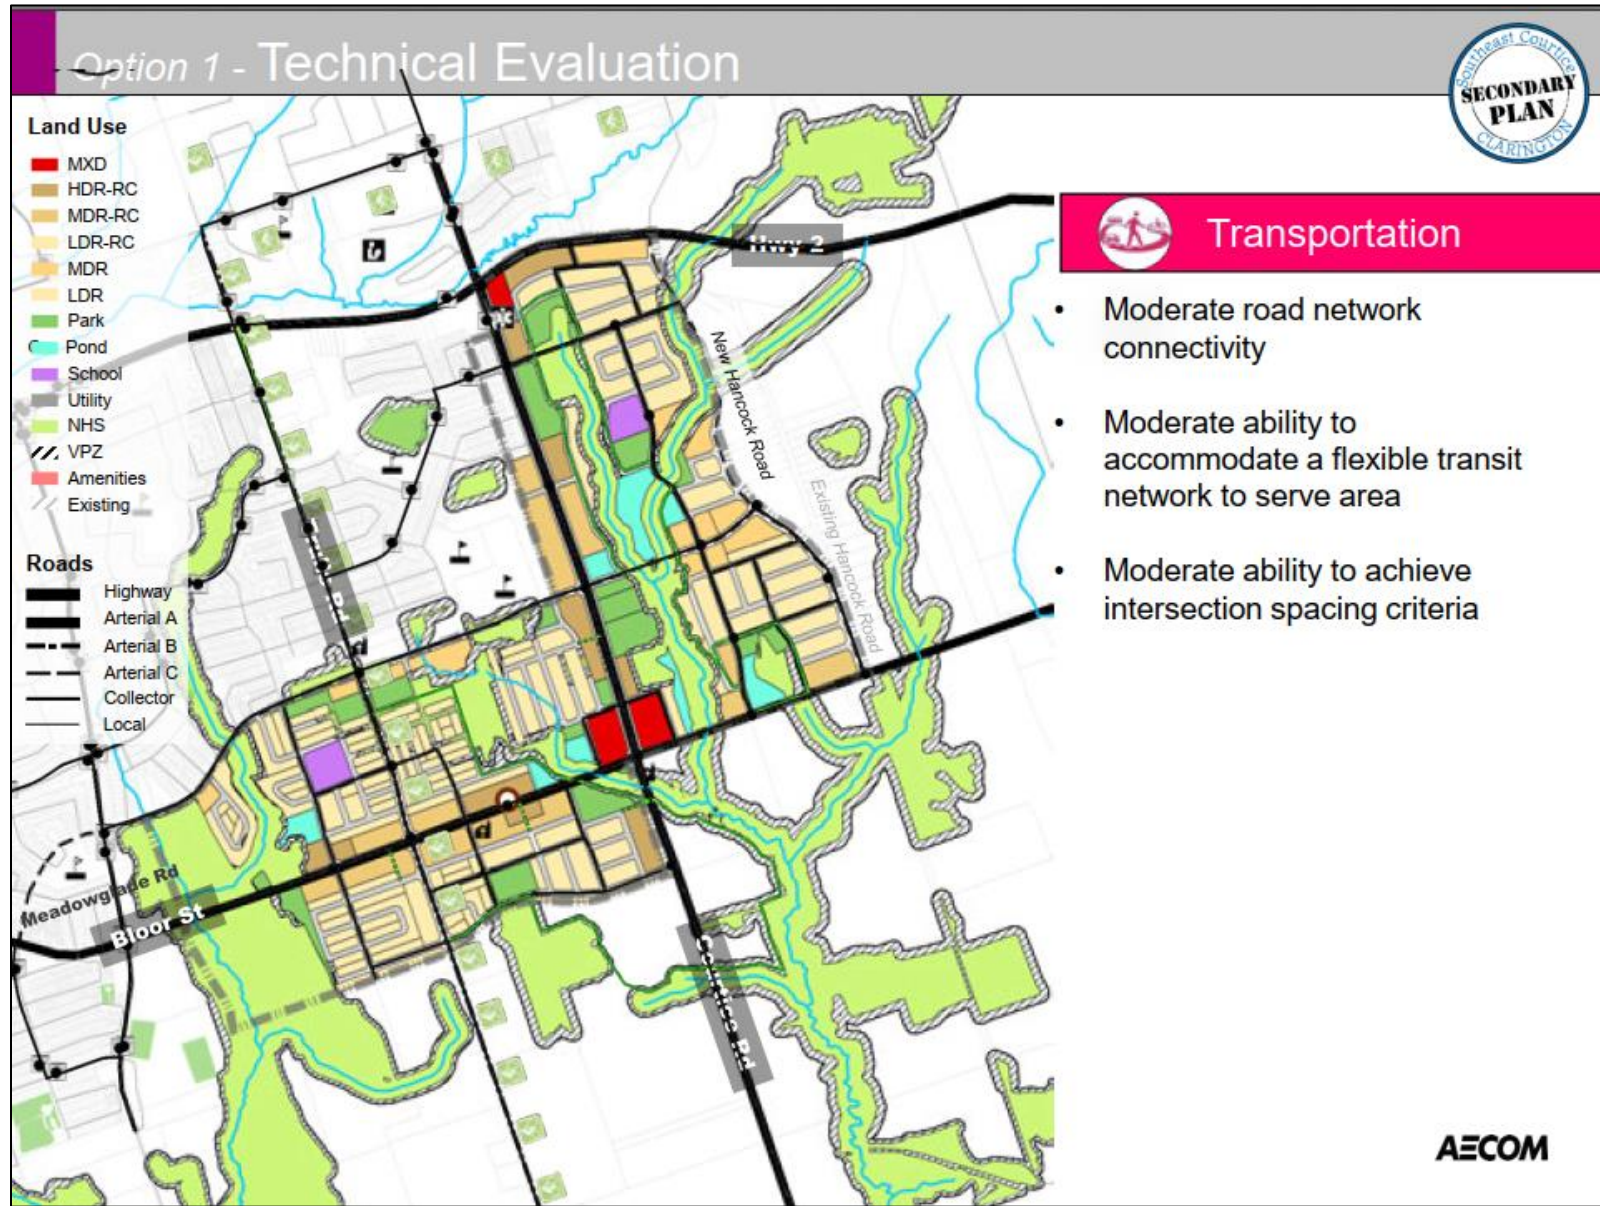 Option 1 - Technical Evaluation
Southeast Courtice
SECONDARY
PLAN
CLARINGTON
Land Use
MXD
HDR-RC
MDR-RC
LDR-RC
MDR
LDR
Park
Pond
School
Utility
NHS
VPZ
Amenities
Existing
Roads
Highway
Arterial A
Arterial B
Arterial C
Collector
Local
Hwy 2
New Hancock Road
Existing Hancock Road
Meadowglade Rd
Bloor St
Courtice Rd
Transportation
• Moderate road network
connectivity
• Moderate ability to
accommodate a flexible transit
network to serve area
• Moderate ability to achieve
intersection spacing criteria
AECOM